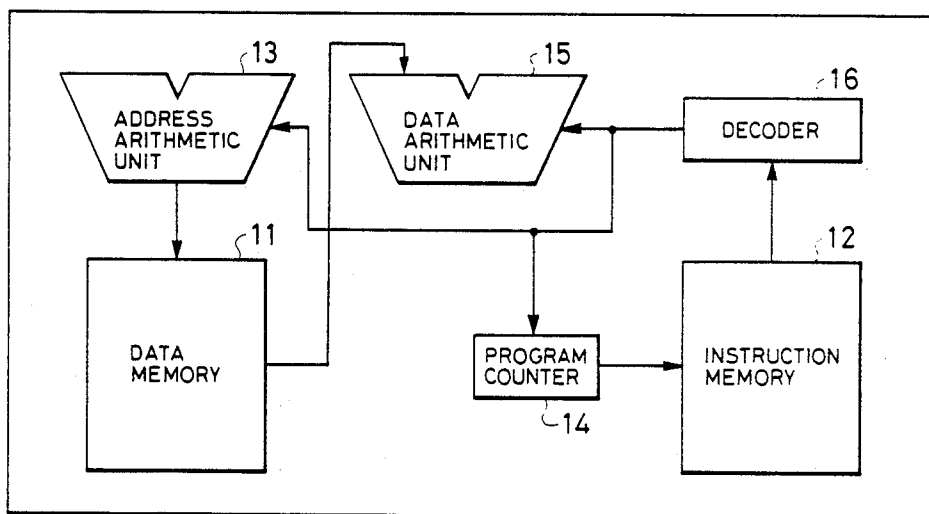 13
ADDRESS
ARITHMETIC
UNIT
15
DATA
ARITHMETIC
UNIT
16
DECODER
11
DATA
MEMORY
PROGRAM
COUNTER
14
12
INSTRUCTION
MEMORY